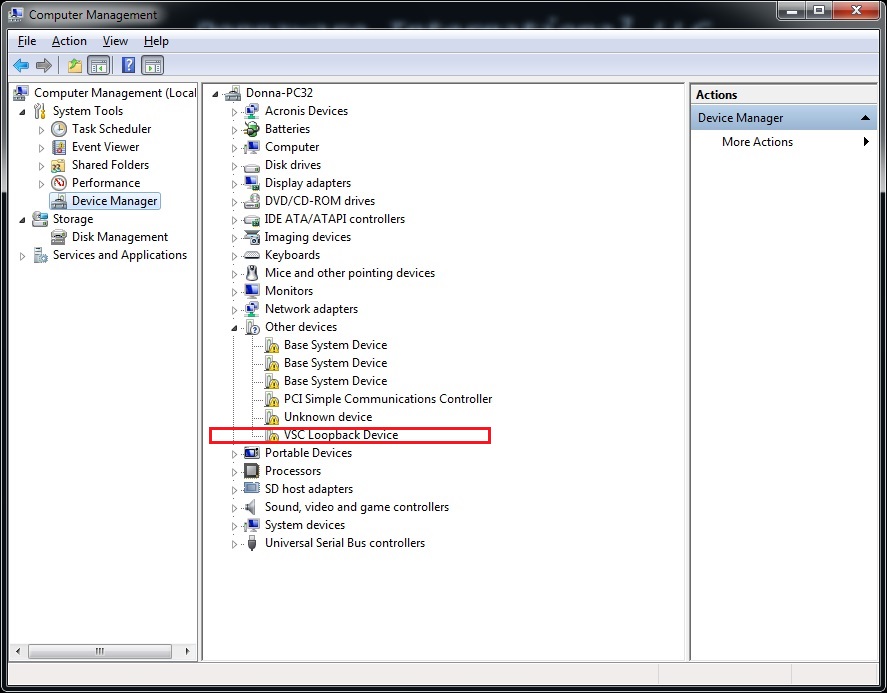 Computer Management
File Action View Help
Computer Management (Local
System Tools
Task Scheduler
Event Viewer
Shared Folders
Performance
Device Manager
Storage
Disk Management
Services and Applications
Donna-PC32
Acronis Devices
Batteries
Computer
Disk drives
Display adapters
DVD/CD-ROM drives
IDE ATA/ATAPI controllers
Imaging devices
Keyboards
Mice and other pointing devices
Monitors
Network adapters
Other devices
Base System Device
Base System Device
Base System Device
PCI Simple Communications Controller
Unknown device
VSC Loopback Device
Portable Devices
Processors
SD host adapters
Sound, video and game controllers
System devices
Universal Serial Bus controllers
Actions
Device Manager
More Actions